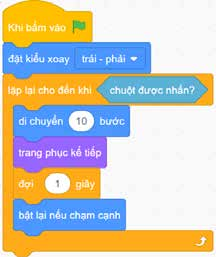 Khi bấm vào
đặt kiểu xoay trái - phải
lặp lại cho đến khi chuột được nhấn?
di chuyển 10 bước
trang phục kế tiếp
đợi 1 giây
bật lại nếu chạm cạnh